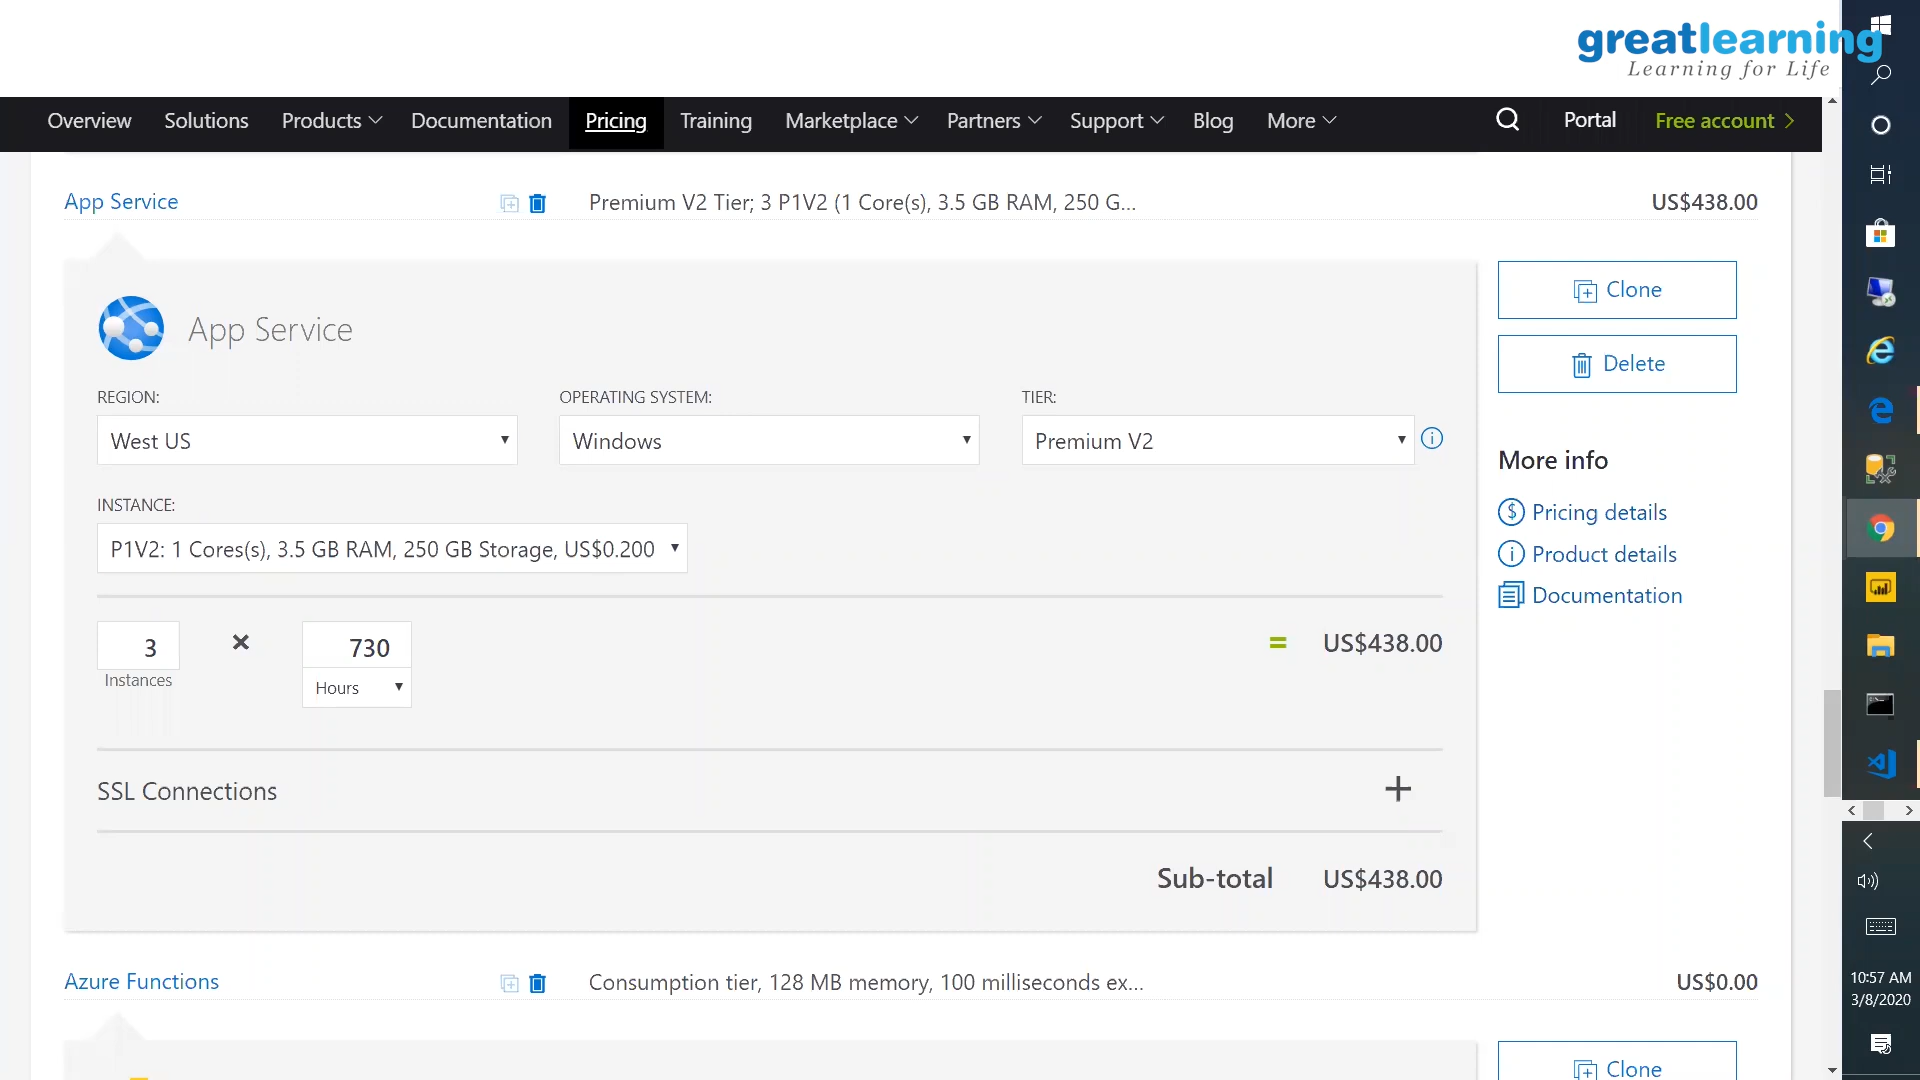 greatlearning
Learning for Life
Overview Solutions Products Documentation Pricing Training Marketplace Partners Support Blog More Portal Free account
App Service Premium V2 Tier; 3 P1V2 (1 Core(s), 3.5 GB RAM, 250 G... US$438.00
Clone
App Service
Delete
REGION: OPERATING SYSTEM: TIER:
West US Windows Premium V2
More info
INSTANCE:
Pricing details
P1V2: 1 Cores(s), 3.5 GB RAM, 250 GB Storage, US$0.200
Product details
Documentation
3 × 730 = US$438.00
Instances Hours
SSL Connections +
Sub-total US$438.00
Azure Functions Consumption tier, 128 MB memory, 100 milliseconds ex... US$0.00
10:57 AM
3/8/2020
Clone